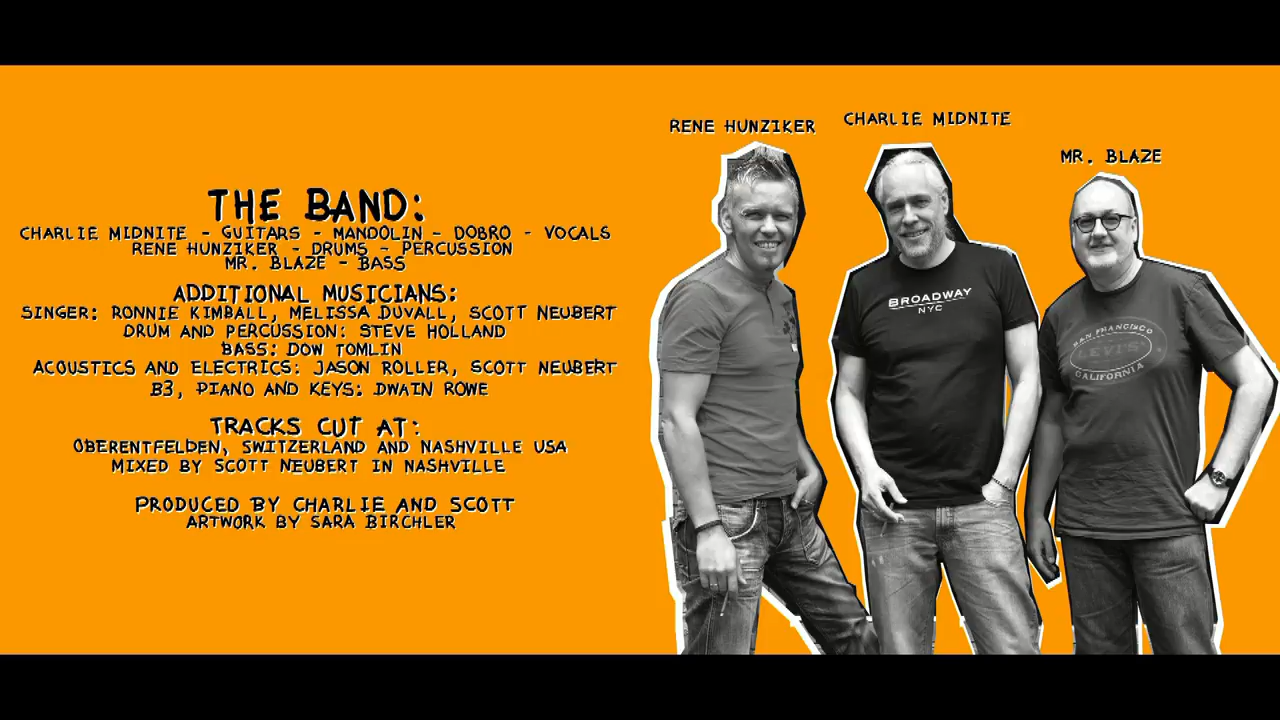 THE BAND:
CHARLIE MIDNITE - GUITARS - MANDOLIN - DOBRO - VOCALS
RENE HUNZIKER - DRUMS - PERCUSSION
MR. BLAZE - BASS
ADDITIONAL MUSICIANS:
SINGER: RONNIE KIMBALL, MELISSA DUVALL, SCOTT NEUBERT
DRUM AND PERCUSSION: STEVE HOLLAND
BASS: DOW TOMLIN
ACOUSTICS AND ELECTRICS: JASON ROLLER, SCOTT NEUBERT
B3, PIANO AND KEYS: DWAIN ROWE
TRACKS CUT AT:
OBERENTFELDEN, SWITZERLAND AND NASHVILLE USA
MIXED BY SCOTT NEUBERT IN NASHVILLE
PRODUCED BY CHARLIE AND SCOTT
ARTWORK BY SARA BIRCHLER
RENE HUNZIKER
CHARLIE MIDNITE
MR. BLAZE
BROADWAY
NYC
SAN FRANCISCO
LEVI'S
CALIFORNIA